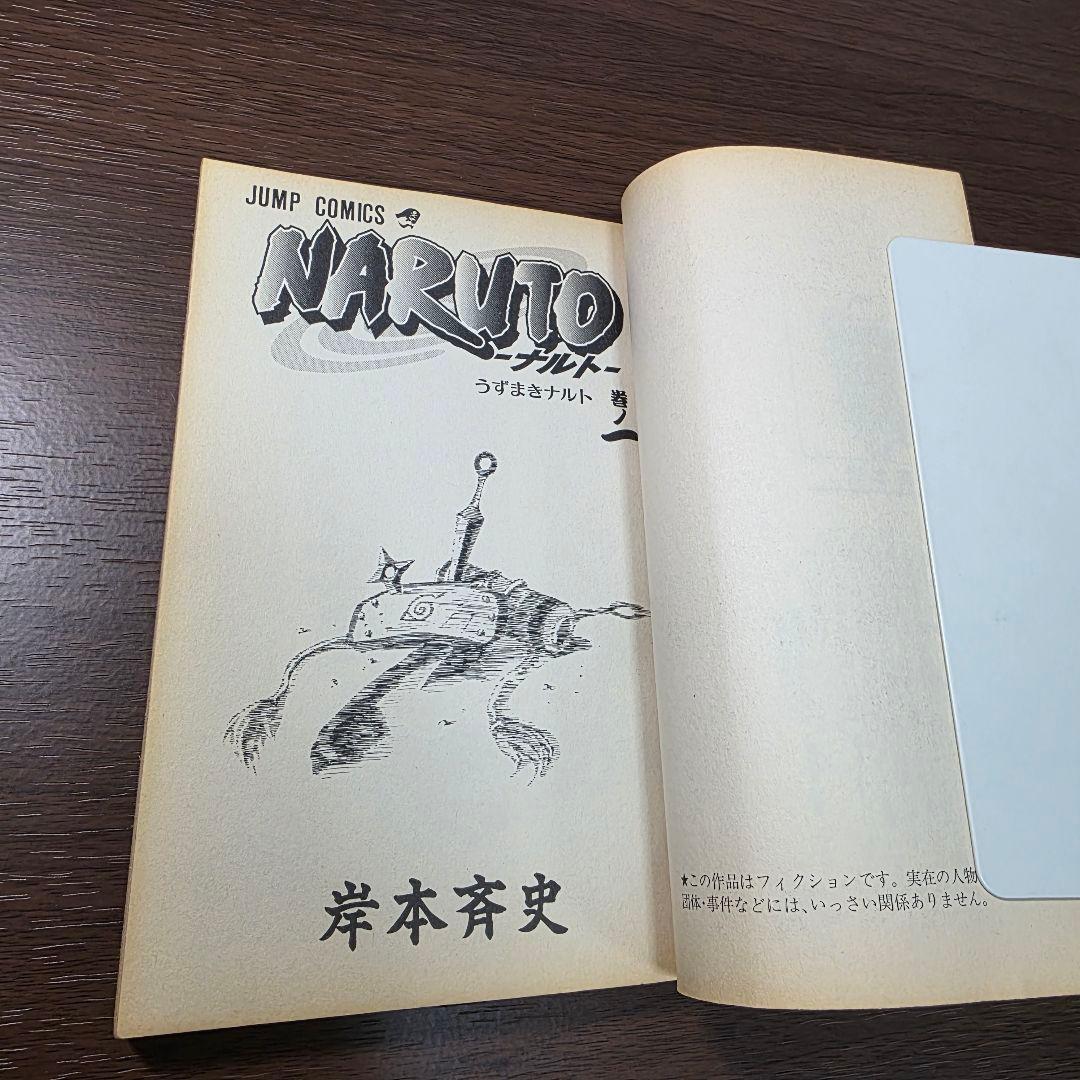 JUMP COMICS
NARUTO
-ナルト-
うずまきナルト
巻ノ一
岸本斉史
★この作品はフィクションです。実在の人物
団体・事件などには、いっさい関係ありません。